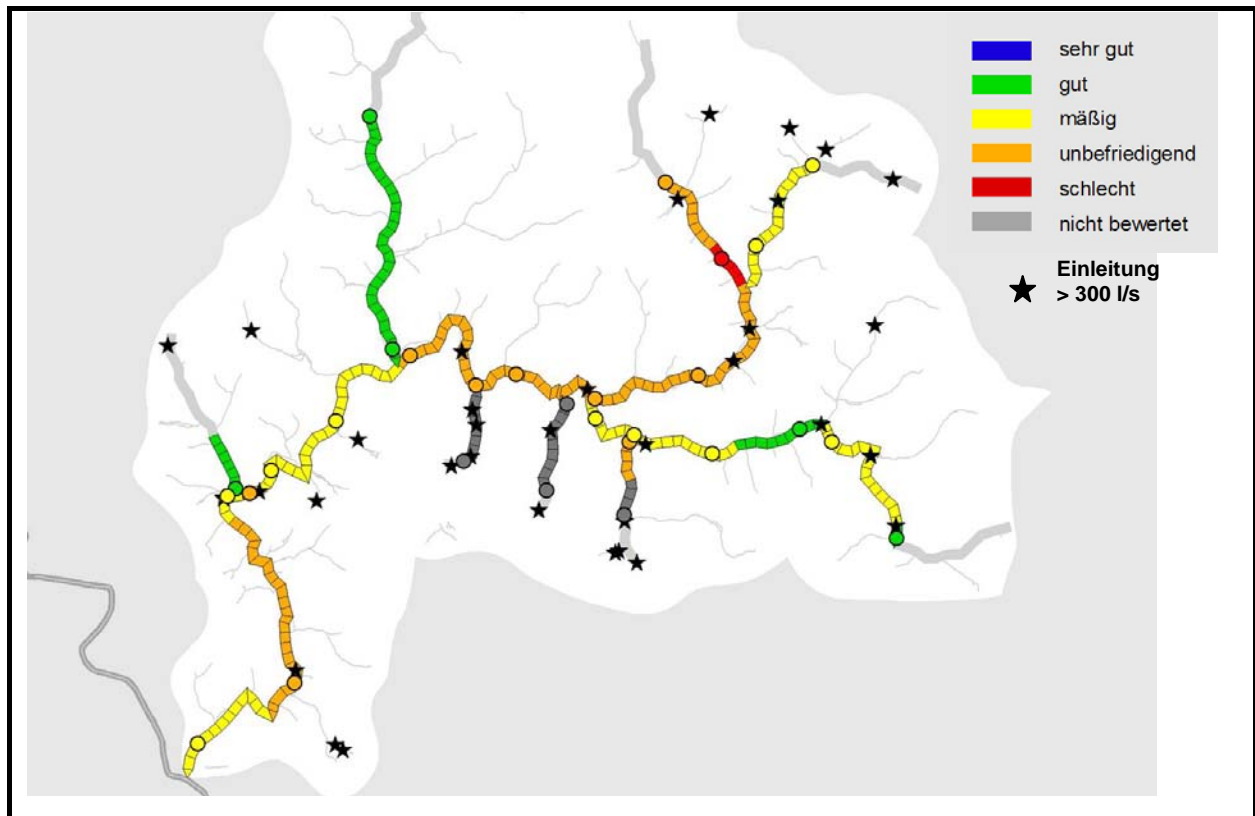 sehr gut
gut
mäßig
unbefriedigend
schlecht
nicht bewertet
Einleitung
> 300 l/s